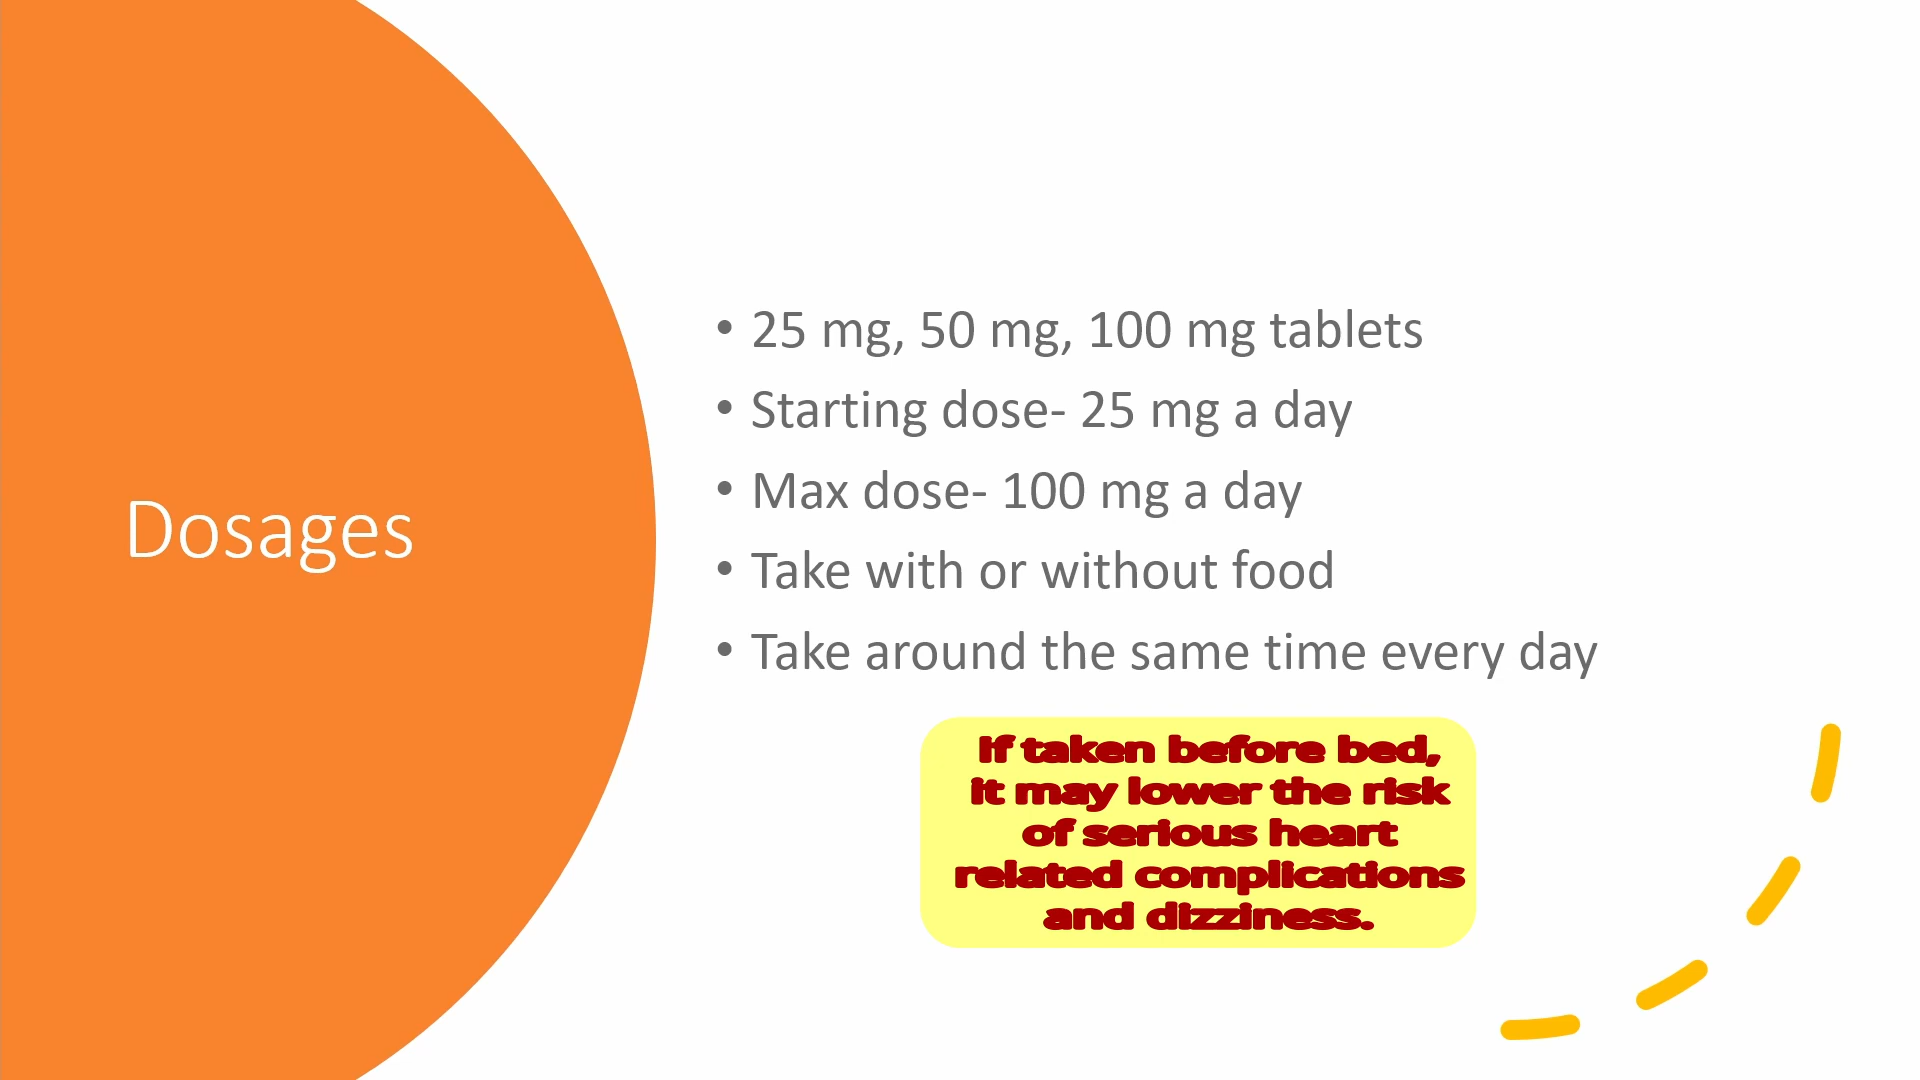 Dosages
• 25 mg, 50 mg, 100 mg tablets
• Starting dose- 25 mg a day
• Max dose- 100 mg a day
• Take with or without food
• Take around the same time every day
If taken before bed,
it may lower the risk
of serious heart
related complications
and dizziness.